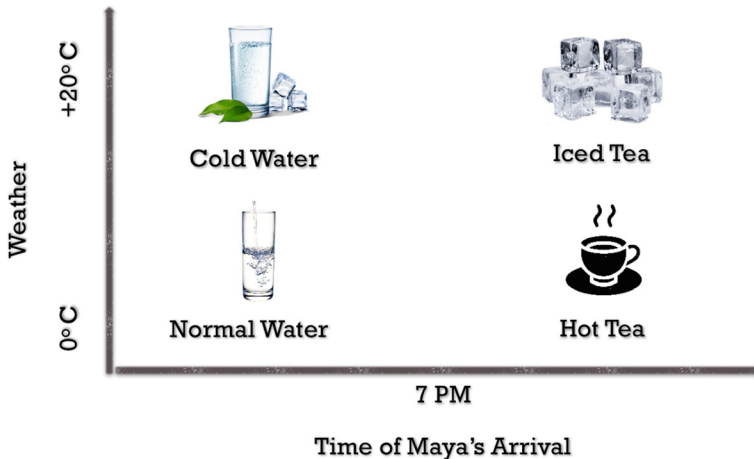 +20°C
Cold Water
Iced Tea
Weather
Normal Water
Hot Tea
0°C
7 PM
Time of Maya's Arrival